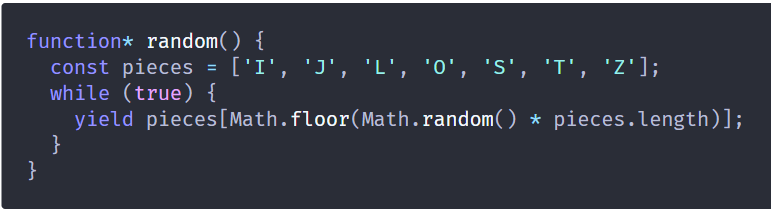 function* random() {
  const pieces = ['I', 'J', 'L', 'O', 'S', 'T', 'Z'];
  while (true) {
    yield pieces[Math.floor(Math.random() * pieces.length)];
  }
}